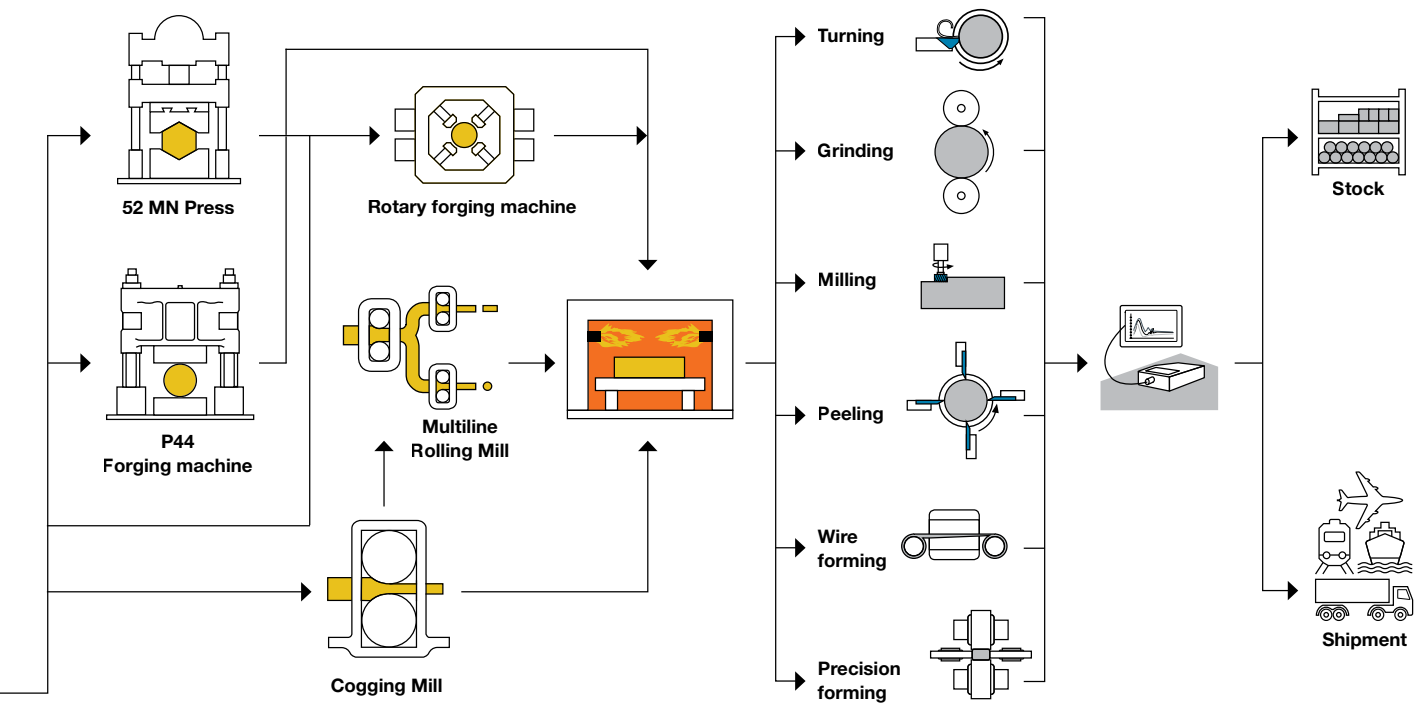 52 MN Press
P44
Forging machine
Rotary forging machine
Multiline
Rolling Mill
Cogging Mill
Turning
Grinding
Milling
Peeling
Wire
forming
Precision
forming
Stock
Shipment